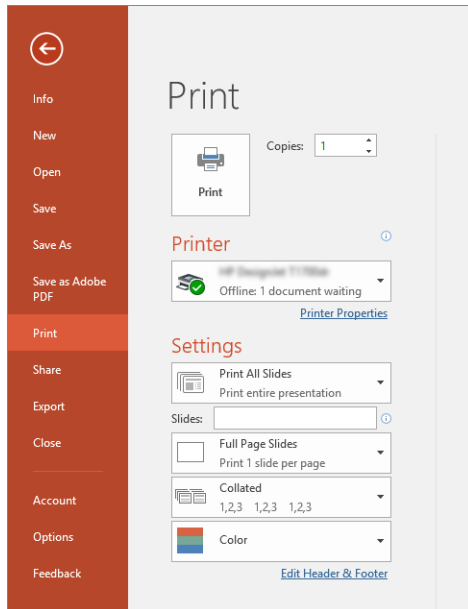 Info
New
Open
Save
Save As
Save as Adobe
PDF
Print
Share
Export
Close
Account
Options
Feedback
Print
Copies: 1
Print
Printer
Offline: 1 document waiting
Printer Properties
Settings
Print All Slides
Print entire presentation
Slides:
Full Page Slides
Print 1 slide per page
Collated
1,2,3 1,2,3 1,2,3
Color
Edit Header & Footer